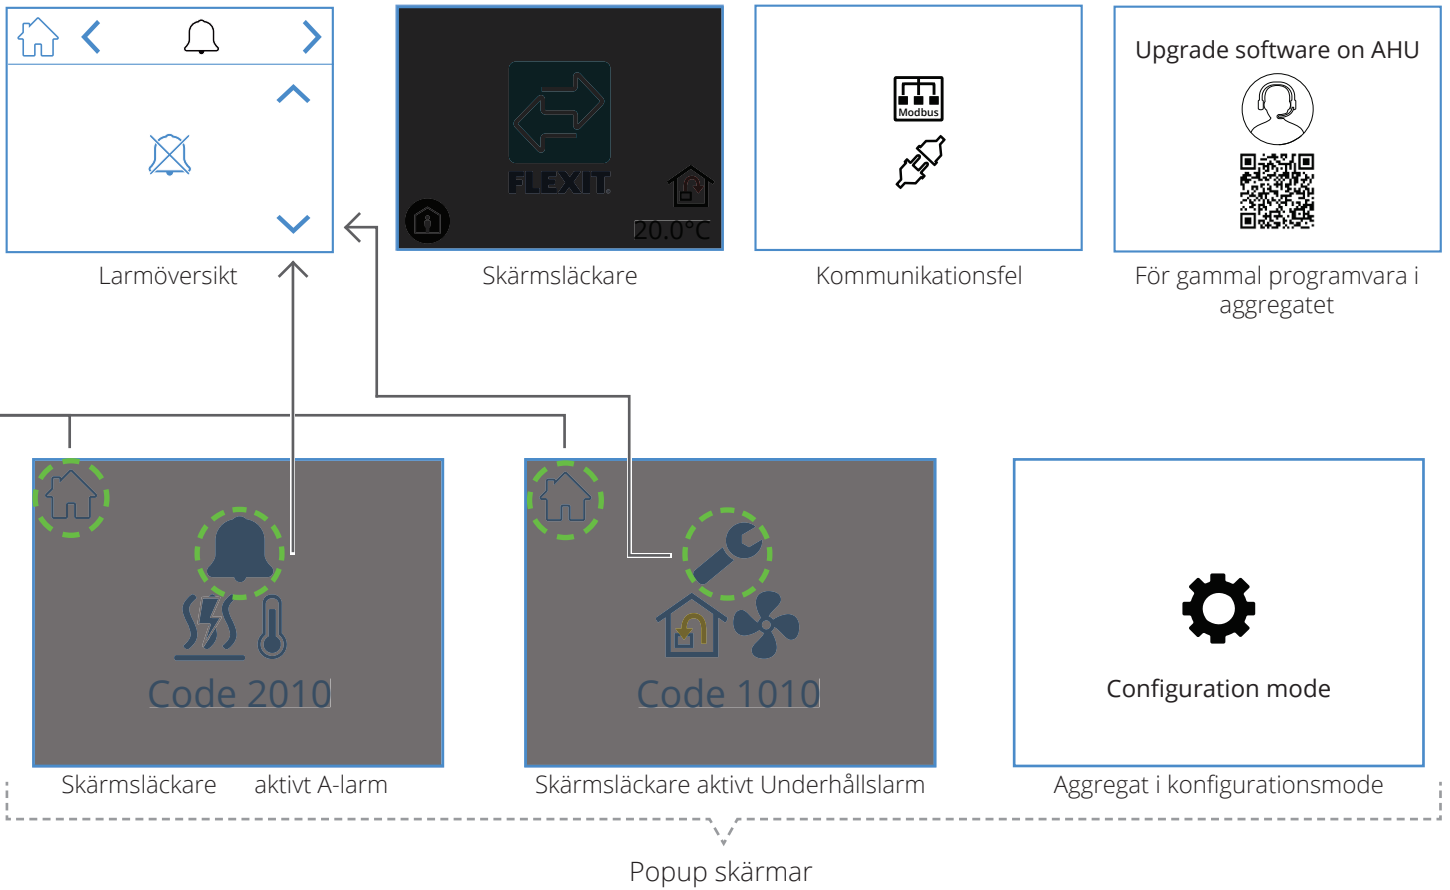 Upgrade software on AHU
Modbus
FLEXIT
20.0°C
Larmöversikt
Skärmsläckare
Kommunikationsfel
För gammal programvara i
aggregatet
Code 2010
Code 1010
Configuration mode
Skärmsläckare aktivt A-larm
Skärmsläckare aktivt Underhållslarm
Aggregat i konfigurationsmode
Popup skärmar